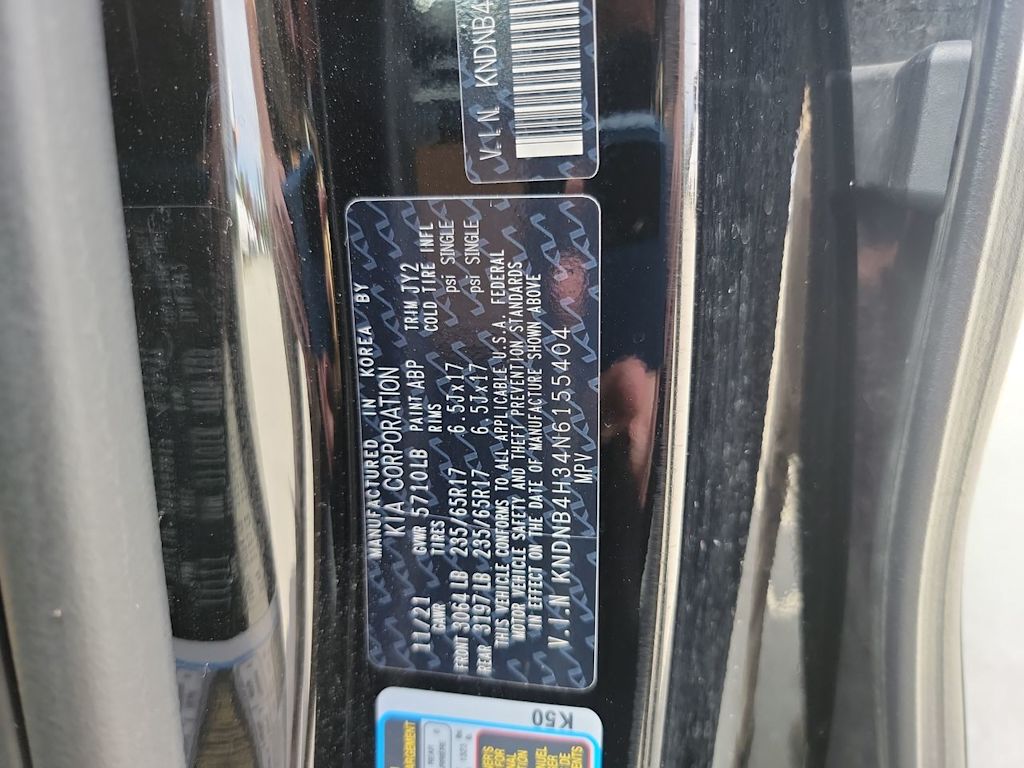 V.I.N. KNDNB4
MANUFACTURED IN KOREA BY
KIA CORPORATION
11/21 GVWR 5710LB PAINT ABP TRIM JY2
GAWR TIRES RIMS COLD TIRE INFL
FRONT 3064LB 235/65R17 6.5Jx17 psi SINGLE
REAR 3197LB 235/65R17 6.5Jx17 psi SINGLE
THIS VEHICLE CONFORMS TO ALL APPLICABLE U.S.A. FEDERAL
MOTOR VEHICLE SAFETY AND THEFT PREVENTION STANDARDS
IN EFFECT ON THE DATE OF MANUFACTURE SHOWN ABOVE
V.I.N KNDNB4H34N6155404
MPV
K50